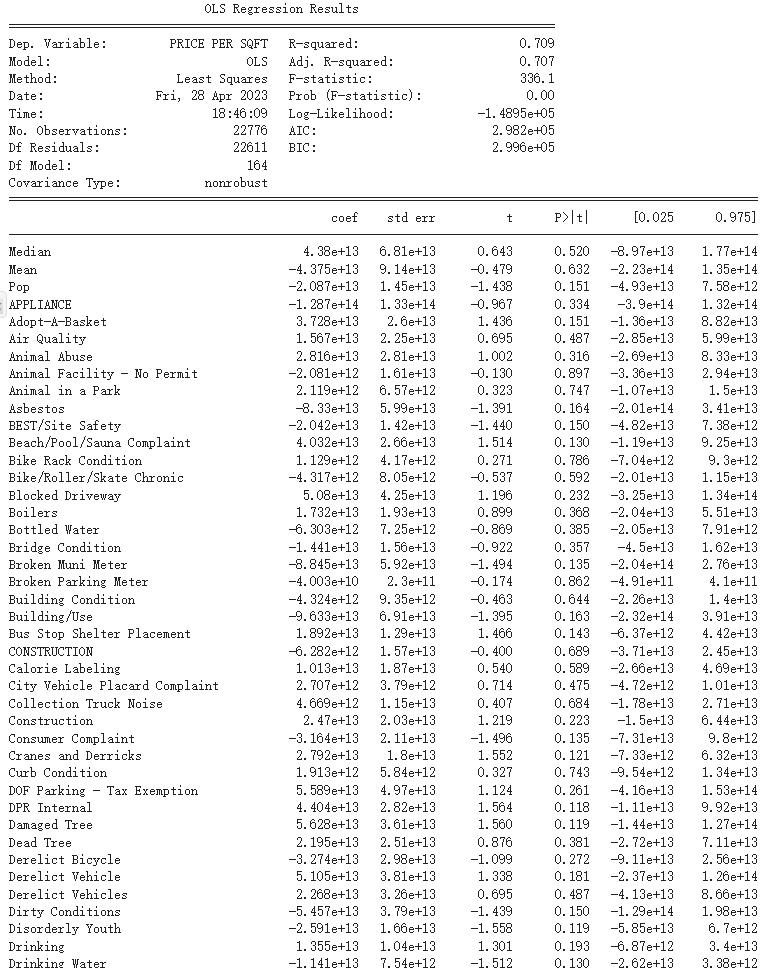 OLS Regression Results
Dep. Variable: PRICE PER SQFT R-squared: 0.709
Model: OLS Adj. R-squared: 0.707
Method: Least Squares F-statistic: 336.1
Date: Fri, 28 Apr 2023 Prob (F-statistic): 0.00
Time: 18:46:09 Log-Likelihood: -1.4895e+05
No. Observations: 22776 AIC: 2.982e+05
Df Residuals: 22611 BIC: 2.996e+05
Df Model: 164
Covariance Type: nonrobust
coef std err t P>|t| [0.025 0.975]
Median 4.38e+13 6.81e+13 0.643 0.520 -8.97e+13 1.77e+14
Mean -4.375e+13 9.14e+13 -0.479 0.632 -2.23e+14 1.35e+14
Pop -2.087e+13 1.45e+13 -1.438 0.151 -4.93e+13 7.58e+12
APPLIANCE -1.287e+14 1.33e+14 -0.967 0.334 -3.9e+14 1.32e+14
Adopt-A-Basket 3.728e+13 2.6e+13 1.436 0.151 -1.36e+13 8.82e+13
Air Quality 1.567e+13 2.25e+13 0.695 0.487 -2.85e+13 5.99e+13
Animal Abuse 2.816e+13 2.81e+13 1.002 0.316 -2.69e+13 8.33e+13
Animal Facility - No Permit -2.081e+12 1.61e+13 -0.130 0.897 -3.36e+13 2.94e+13
Animal in a Park 2.119e+12 6.57e+12 0.323 0.747 -1.07e+13 1.5e+13
Asbestos -8.33e+13 5.99e+13 -1.391 0.164 -2.01e+14 3.41e+13
BEST/Site Safety -2.042e+13 1.42e+13 -1.440 0.150 -4.82e+13 7.38e+12
Beach/Pool/Sauna Complaint 4.032e+13 2.66e+13 1.514 0.130 -1.19e+13 9.25e+13
Bike Rack Condition 1.129e+12 4.17e+12 0.271 0.786 -7.04e+12 9.3e+12
Bike/Roller/Skate Chronic -4.317e+12 8.05e+12 -0.537 0.592 -2.01e+13 1.15e+13
Blocked Driveway 5.08e+13 4.25e+13 1.196 0.232 -3.25e+13 1.34e+14
Boilers 1.732e+13 1.93e+13 0.899 0.368 -2.04e+13 5.51e+13
Bottled Water -6.303e+12 7.25e+12 -0.869 0.385 -2.05e+13 7.91e+12
Bridge Condition -1.441e+13 1.56e+13 -0.922 0.357 -4.5e+13 1.62e+13
Broken Muni Meter -8.845e+13 5.92e+13 -1.494 0.135 -2.04e+14 2.76e+13
Broken Parking Meter -4.003e+10 2.3e+11 -0.174 0.862 -4.91e+11 4.1e+11
Building Condition -4.324e+12 9.35e+12 -0.463 0.644 -2.26e+13 1.4e+13
Building/Use -9.633e+13 6.91e+13 -1.395 0.163 -2.32e+14 3.91e+13
Bus Stop Shelter Placement 1.892e+13 1.29e+13 1.466 0.143 -6.37e+12 4.42e+13
CONSTRUCTION -6.282e+12 1.57e+13 -0.400 0.689 -3.71e+13 2.45e+13
Calorie Labeling 1.013e+13 1.87e+13 0.540 0.589 -2.66e+13 4.69e+13
City Vehicle Placard Complaint 2.707e+12 3.79e+12 0.714 0.475 -4.72e+12 1.01e+13
Collection Truck Noise 4.669e+12 1.15e+13 0.407 0.684 -1.78e+13 2.71e+13
Construction 2.47e+13 2.03e+13 1.219 0.223 -1.5e+13 6.44e+13
Consumer Complaint -3.164e+13 2.11e+13 -1.496 0.135 -7.31e+13 9.8e+12
Cranes and Derricks 2.792e+13 1.8e+13 1.552 0.121 -7.33e+12 6.32e+13
Curb Condition 1.913e+12 5.84e+12 0.327 0.743 -9.54e+12 1.34e+13
DOF Parking - Tax Exemption 5.589e+13 4.97e+13 1.124 0.261 -4.16e+13 1.53e+14
DPR Internal 4.404e+13 2.82e+13 1.564 0.118 -1.11e+13 9.92e+13
Damaged Tree 5.628e+13 3.61e+13 1.560 0.119 -1.44e+13 1.27e+14
Dead Tree 2.195e+13 2.51e+13 0.876 0.381 -2.72e+13 7.11e+13
Derelict Bicycle -3.274e+13 2.98e+13 -1.099 0.272 -9.11e+13 2.56e+13
Derelict Vehicle 5.105e+13 3.81e+13 1.338 0.181 -2.37e+13 1.26e+14
Derelict Vehicles 2.268e+13 3.26e+13 0.695 0.487 -4.13e+13 8.66e+13
Dirty Conditions -5.457e+13 3.79e+13 -1.439 0.150 -1.29e+14 1.98e+13
Disorderly Youth -2.591e+13 1.66e+13 -1.558 0.119 -5.85e+13 6.7e+12
Drinking 1.355e+13 1.04e+13 1.301 0.193 -6.87e+12 3.4e+13
Drinking Water -1.141e+13 7.54e+12 -1.512 0.130 -2.62e+13 3.38e+12